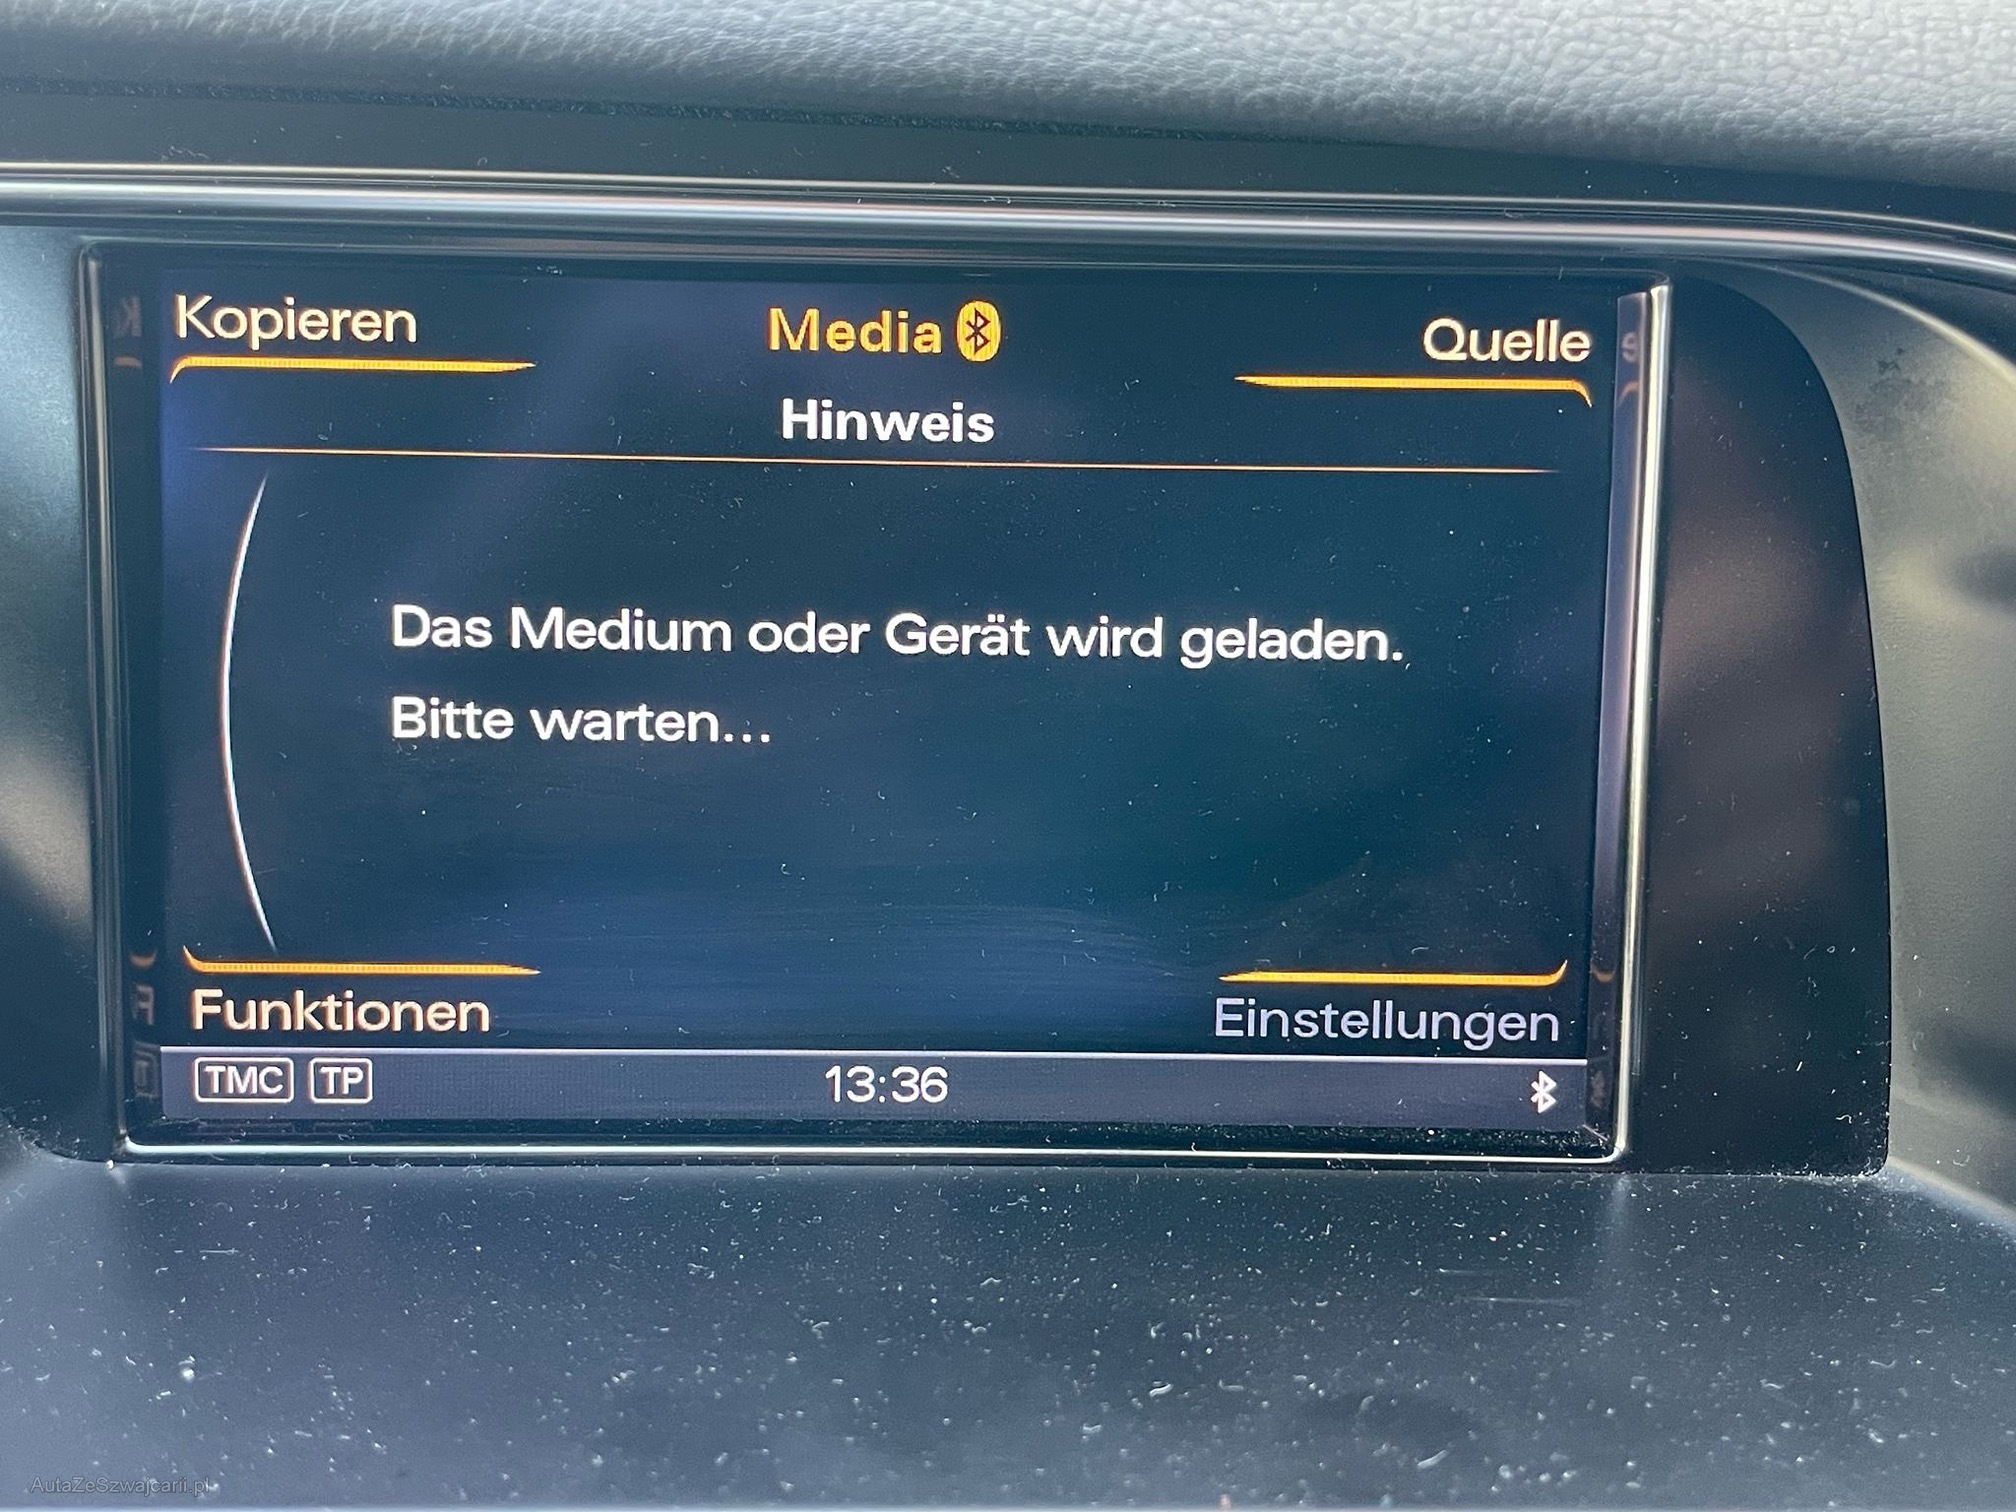 Kopieren
Media
Quelle
Hinweis
Das Medium oder Gerät wird geladen.
Bitte warten...
Funktionen
Einstellungen
TMC TP
13:36
AutaZeSzwajcarii.pl